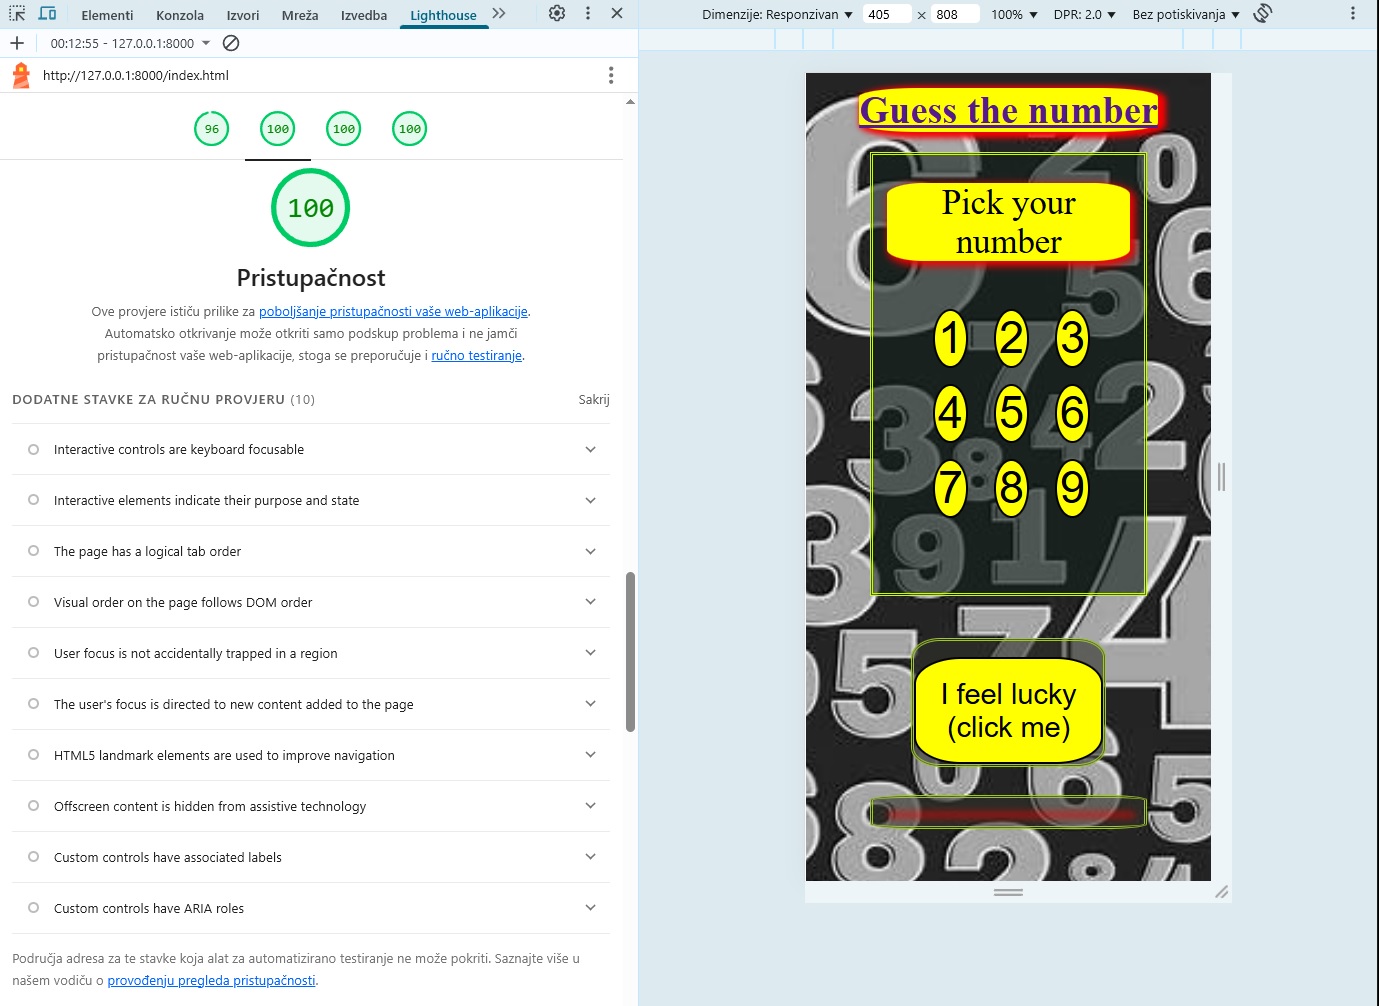 Elementi Konzola Izvori Mreža Izvedba Lighthouse
00:12:55 - 127.0.0.1:8000
http://127.0.0.1:8000/index.html
96 100 100 100
100
Pristupačnost
Ove provjere ističu prilike za poboljšanje pristupačnosti vaše web-aplikacije.
Automatsko otkrivanje može otkriti samo podskup problema i ne jamči
pristupačnost vaše web-aplikacije, stoga se preporučuje i ručno testiranje.
DODATNE STAVKE ZA RUČNU PROVJERU (10) Sakrij
Interactive controls are keyboard focusable
Interactive elements indicate their purpose and state
The page has a logical tab order
Visual order on the page follows DOM order
User focus is not accidentally trapped in a region
The user's focus is directed to new content added to the page
HTML5 landmark elements are used to improve navigation
Offscreen content is hidden from assistive technology
Custom controls have associated labels
Custom controls have ARIA roles
Područja adresa za te stavke koja alat za automatizirano testiranje ne može pokriti. Saznajte više u
našem vodiču o provođenju pregleda pristupačnosti.
Dimenzije: Responzivan 405 × 808 100% DPR: 2.0 Bez potiskivanja
Guess the number
Pick your
number
1 2 3
4 5 6
7 8 9
I feel lucky
(click me)